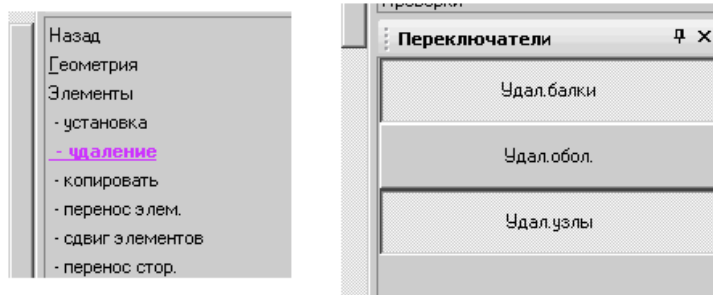 Назад
Геометрия
Элементы
- установка
- удаление
- копировать
- перенос элем.
- сдвиг элементов
- перенос стор.
Проверки
Переключатели
Удал.балки
Удал.обол.
Удал.узлы